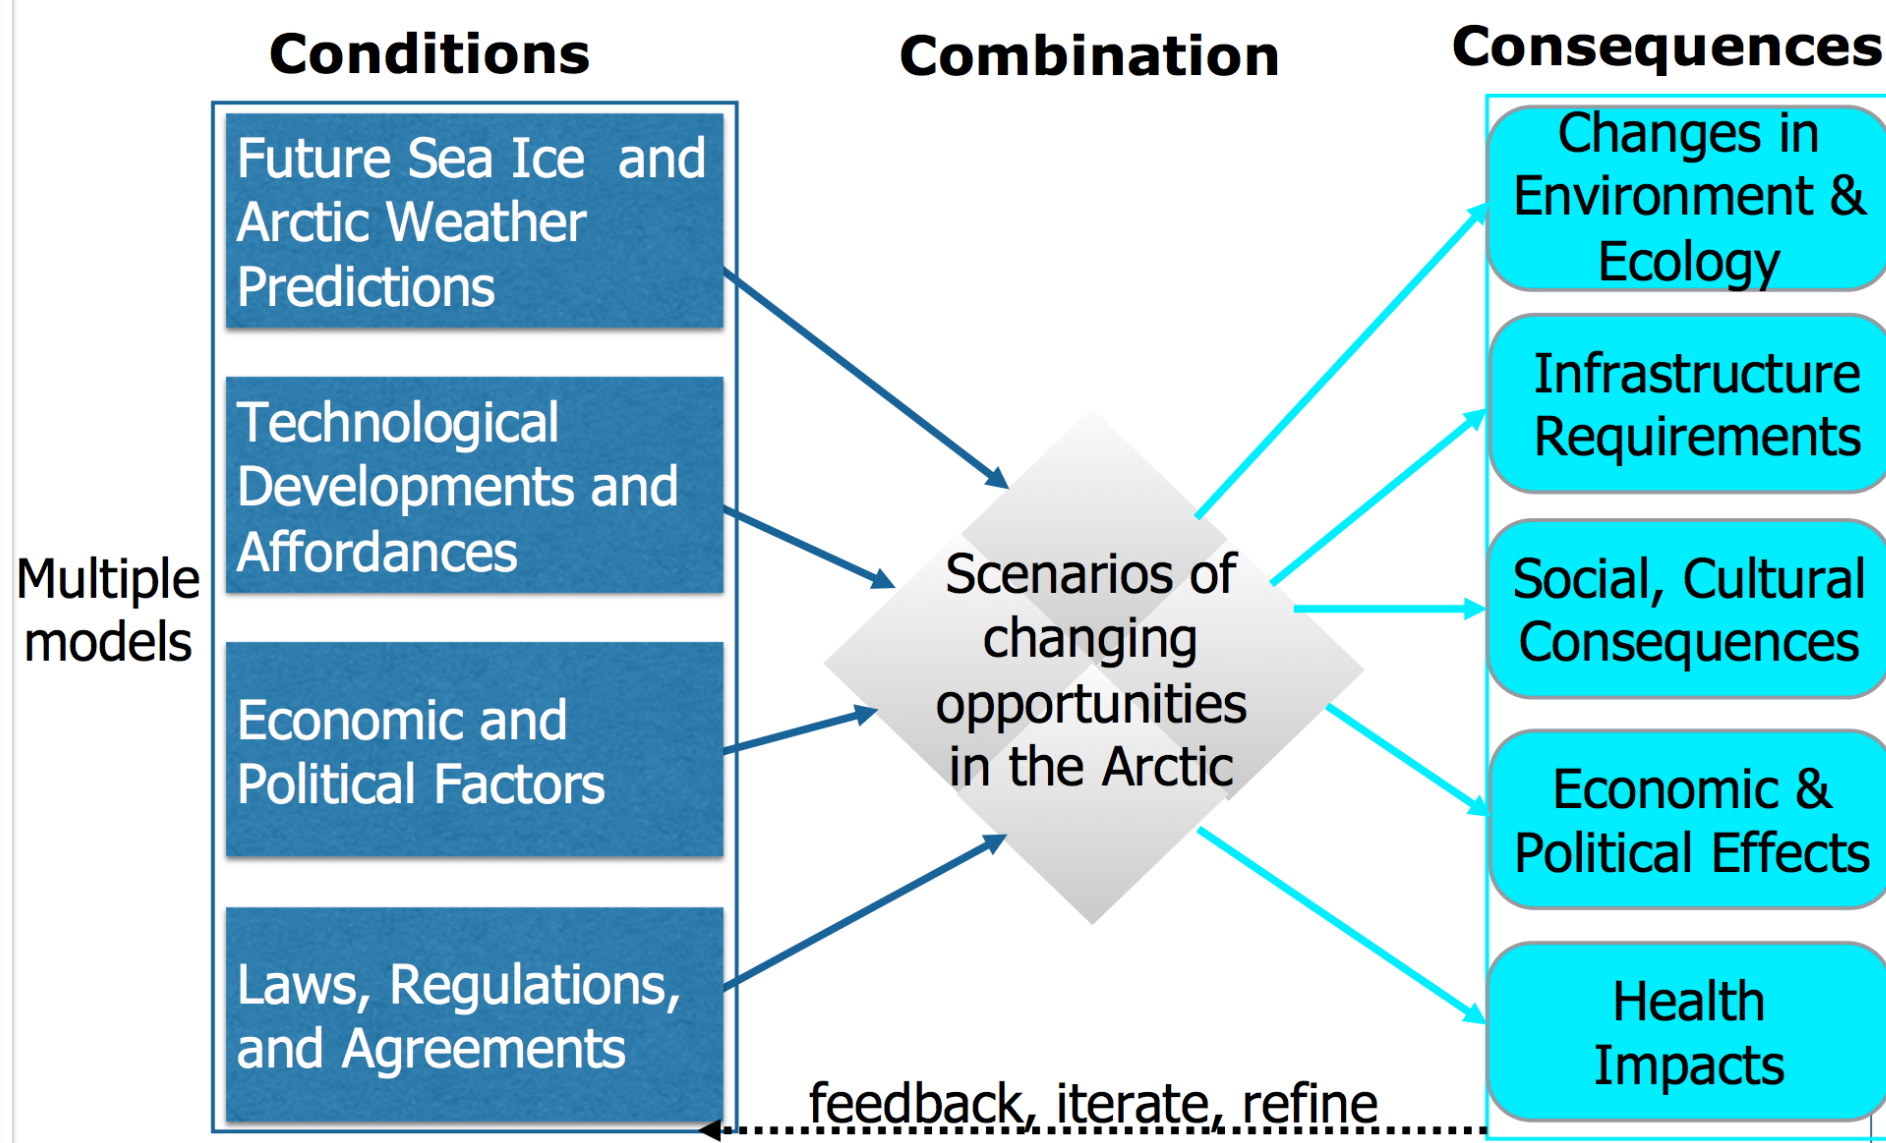 Conditions
Combination
Consequences
Multiple
models
Future Sea Ice  and
Arctic Weather
Predictions
Technological
Developments and
Affordances
Economic and
Political Factors
Laws, Regulations,
and Agreements
Scenarios of
changing
opportunities
in the Arctic
Changes in
Environment &
Ecology
Infrastructure
Requirements
Social, Cultural
Consequences
Economic &
Political Effects
Health
Impacts
feedback, iterate, refine